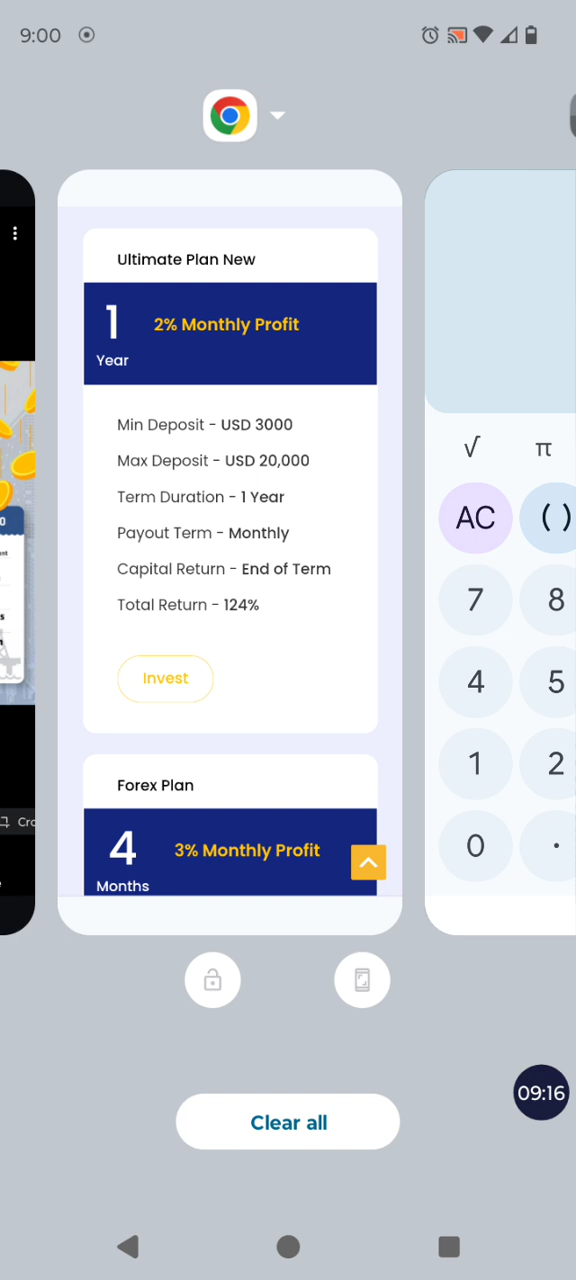 9:00
Ultimate Plan New
1
2% Monthly Profit
Year
Min Deposit - USD 3000
Max Deposit - USD 20,000
Term Duration - 1 Year
Payout Term - Monthly
Capital Return - End of Term
Total Return - 124%
Invest
Forex Plan
4
3% Monthly Profit
Months
√ π
AC ( )
7 8
4 5
1 2
0 .
09:16
Clear all